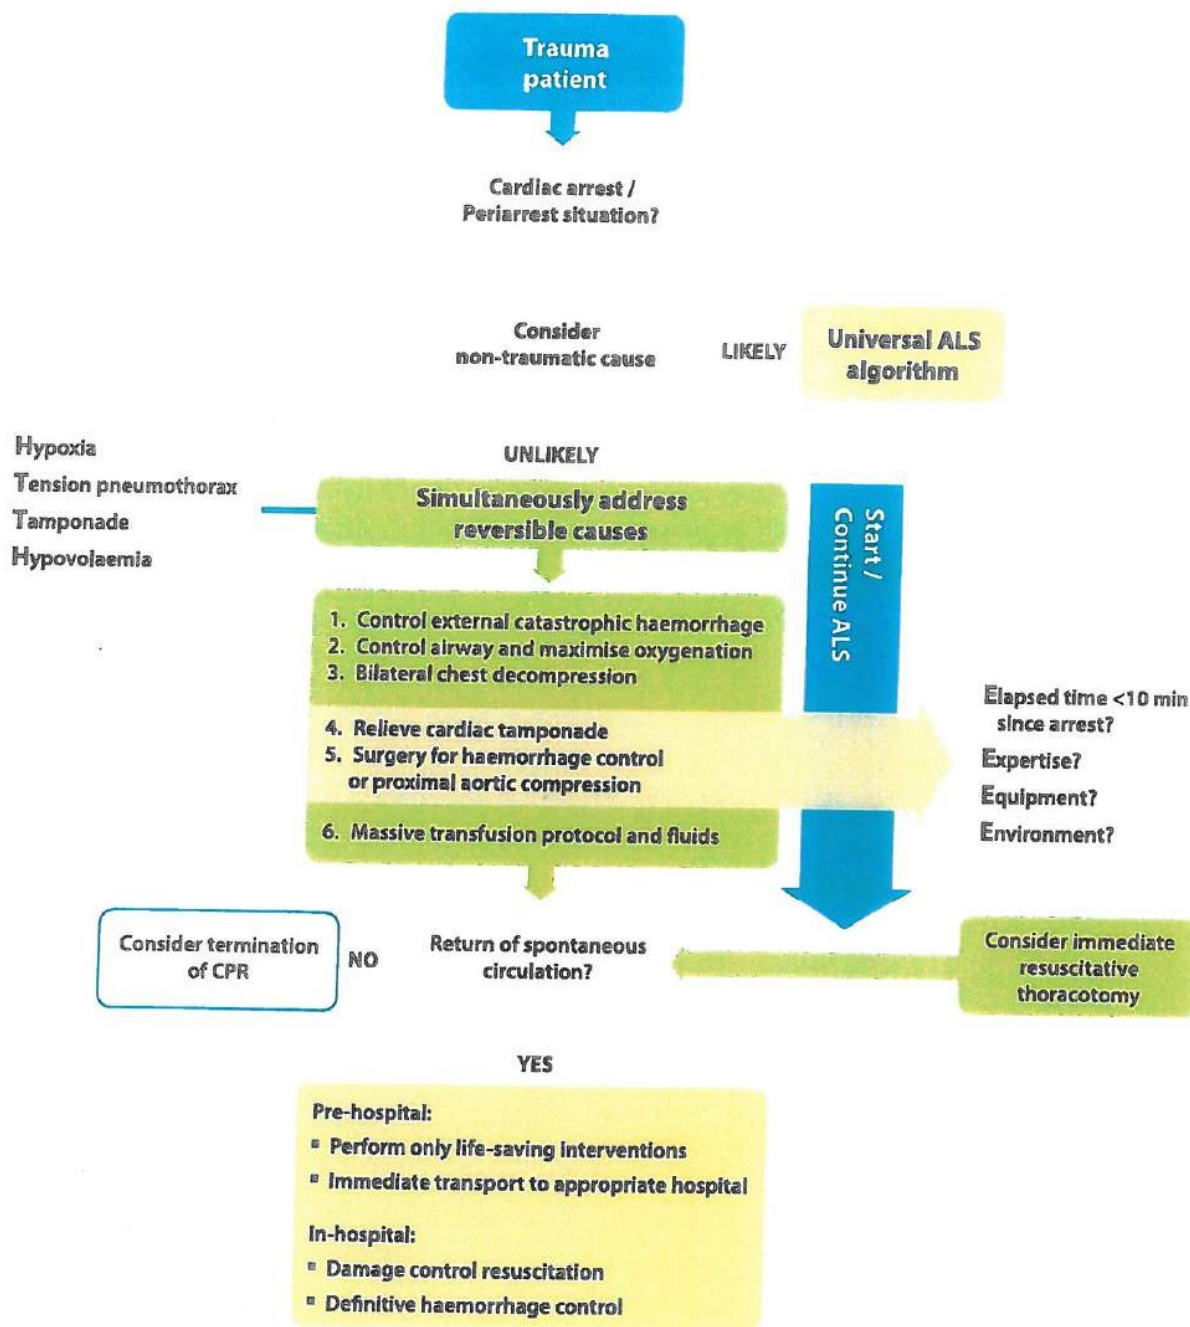 Trauma
patient
Cardiac arrest /
Periarrest situation?
Consider
non-traumatic cause
LIKELY
Universal ALS
algorithm
Hypoxia
Tension pneumothorax
Tamponade
Hypovolaemia
UNLIKELY
Simultaneously address
reversible causes
Start /
Continue ALS
1. Control external catastrophic haemorrhage
2. Control airway and maximise oxygenation
3. Bilateral chest decompression
4. Relieve cardiac tamponade
5. Surgery for haemorrhage control
or proximal aortic compression
6. Massive transfusion protocol and fluids
Elapsed time <10 min
since arrest?
Expertise?
Equipment?
Environment?
Consider termination
of CPR
NO
Return of spontaneous
circulation?
Consider immediate
resuscitative
thoracotomy
YES
Pre-hospital:
▪ Perform only life-saving interventions
▪ Immediate transport to appropriate hospital
In-hospital:
▪ Damage control resuscitation
▪ Definitive haemorrhage control